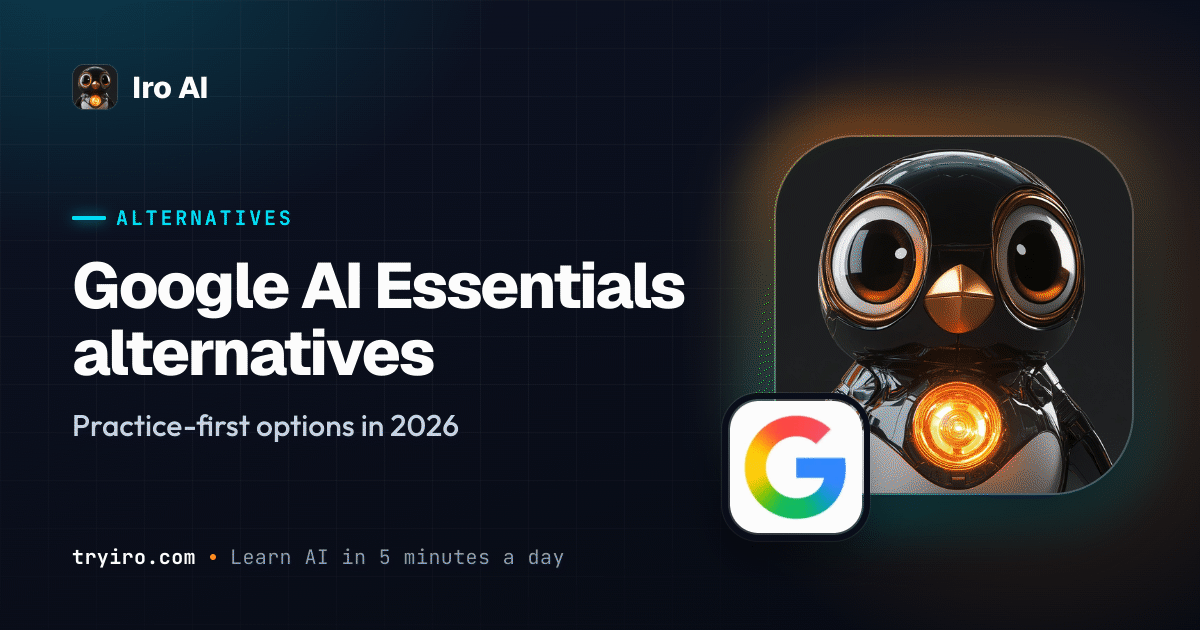 Iro AI
ALTERNATIVES
Google AI Essentials
alternatives
Practice-first options in 2026
tryiro.com • Learn AI in 5 minutes a day